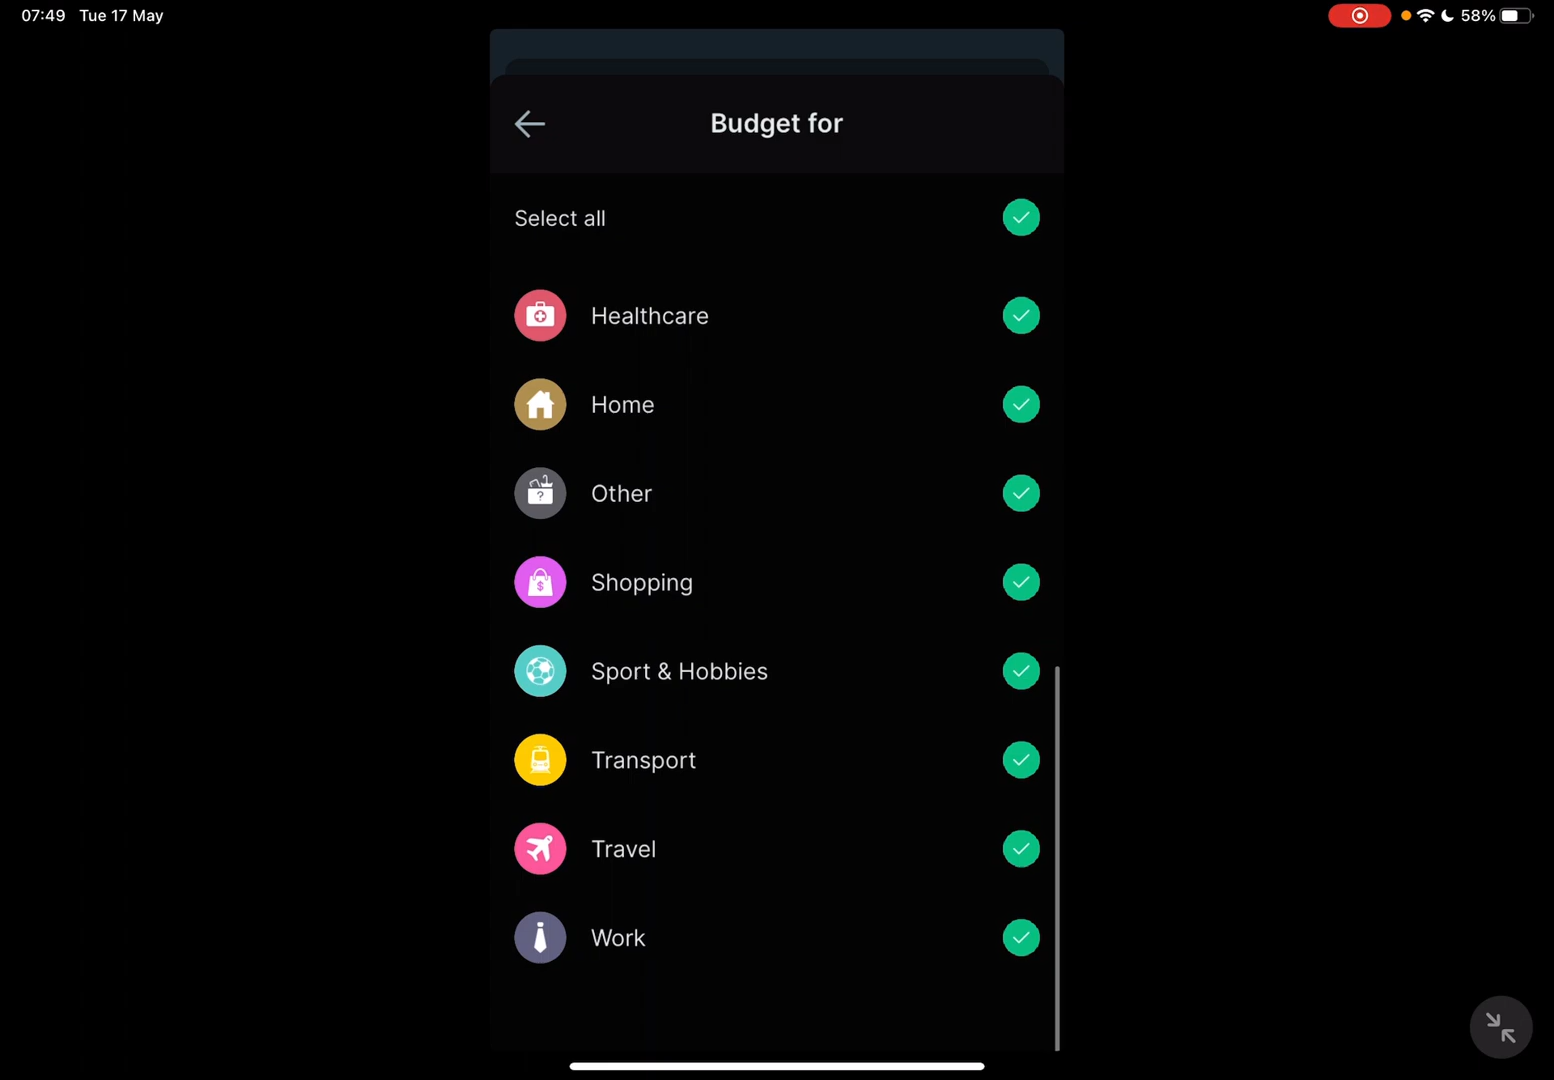 07:49 Tue 17 May
58%
Budget for
Select all
Healthcare
Home
? Other
$ Shopping
Sport & Hobbies
Transport
Travel
Work